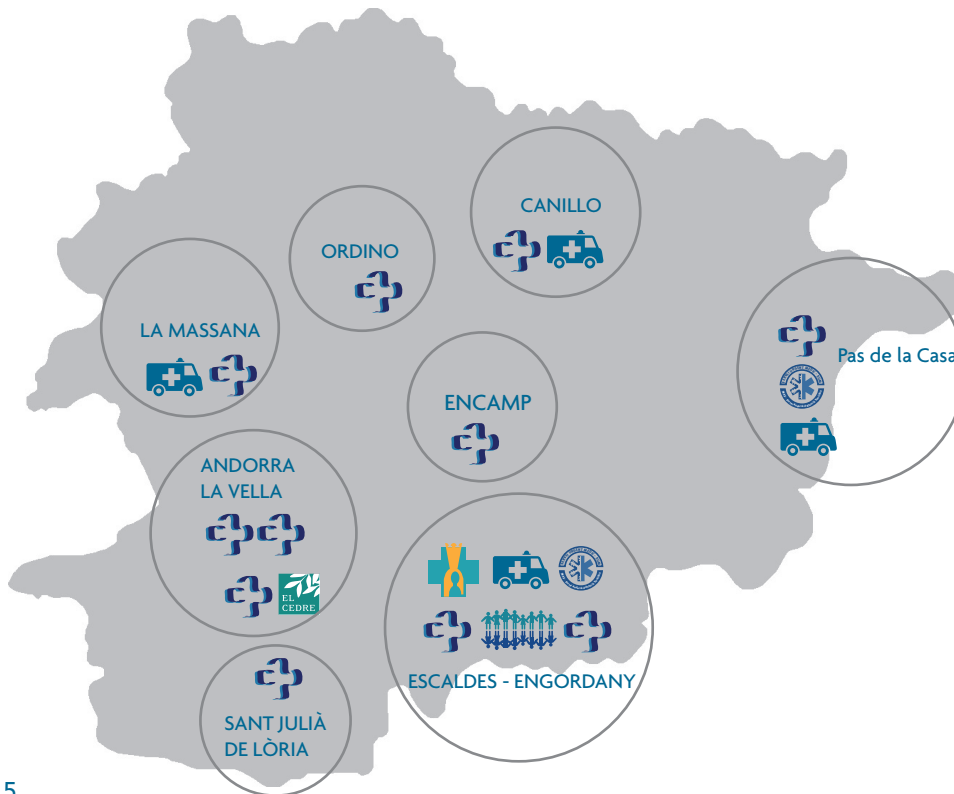 CANILLO
ORDINO
LA MASSANA
Pas de la Casa
ENCAMP
ANDORRA
LA VELLA
EL
CEDRE
ESCALDES - ENGORDANY
SANT JULIÀ
DE LÒRIA
5